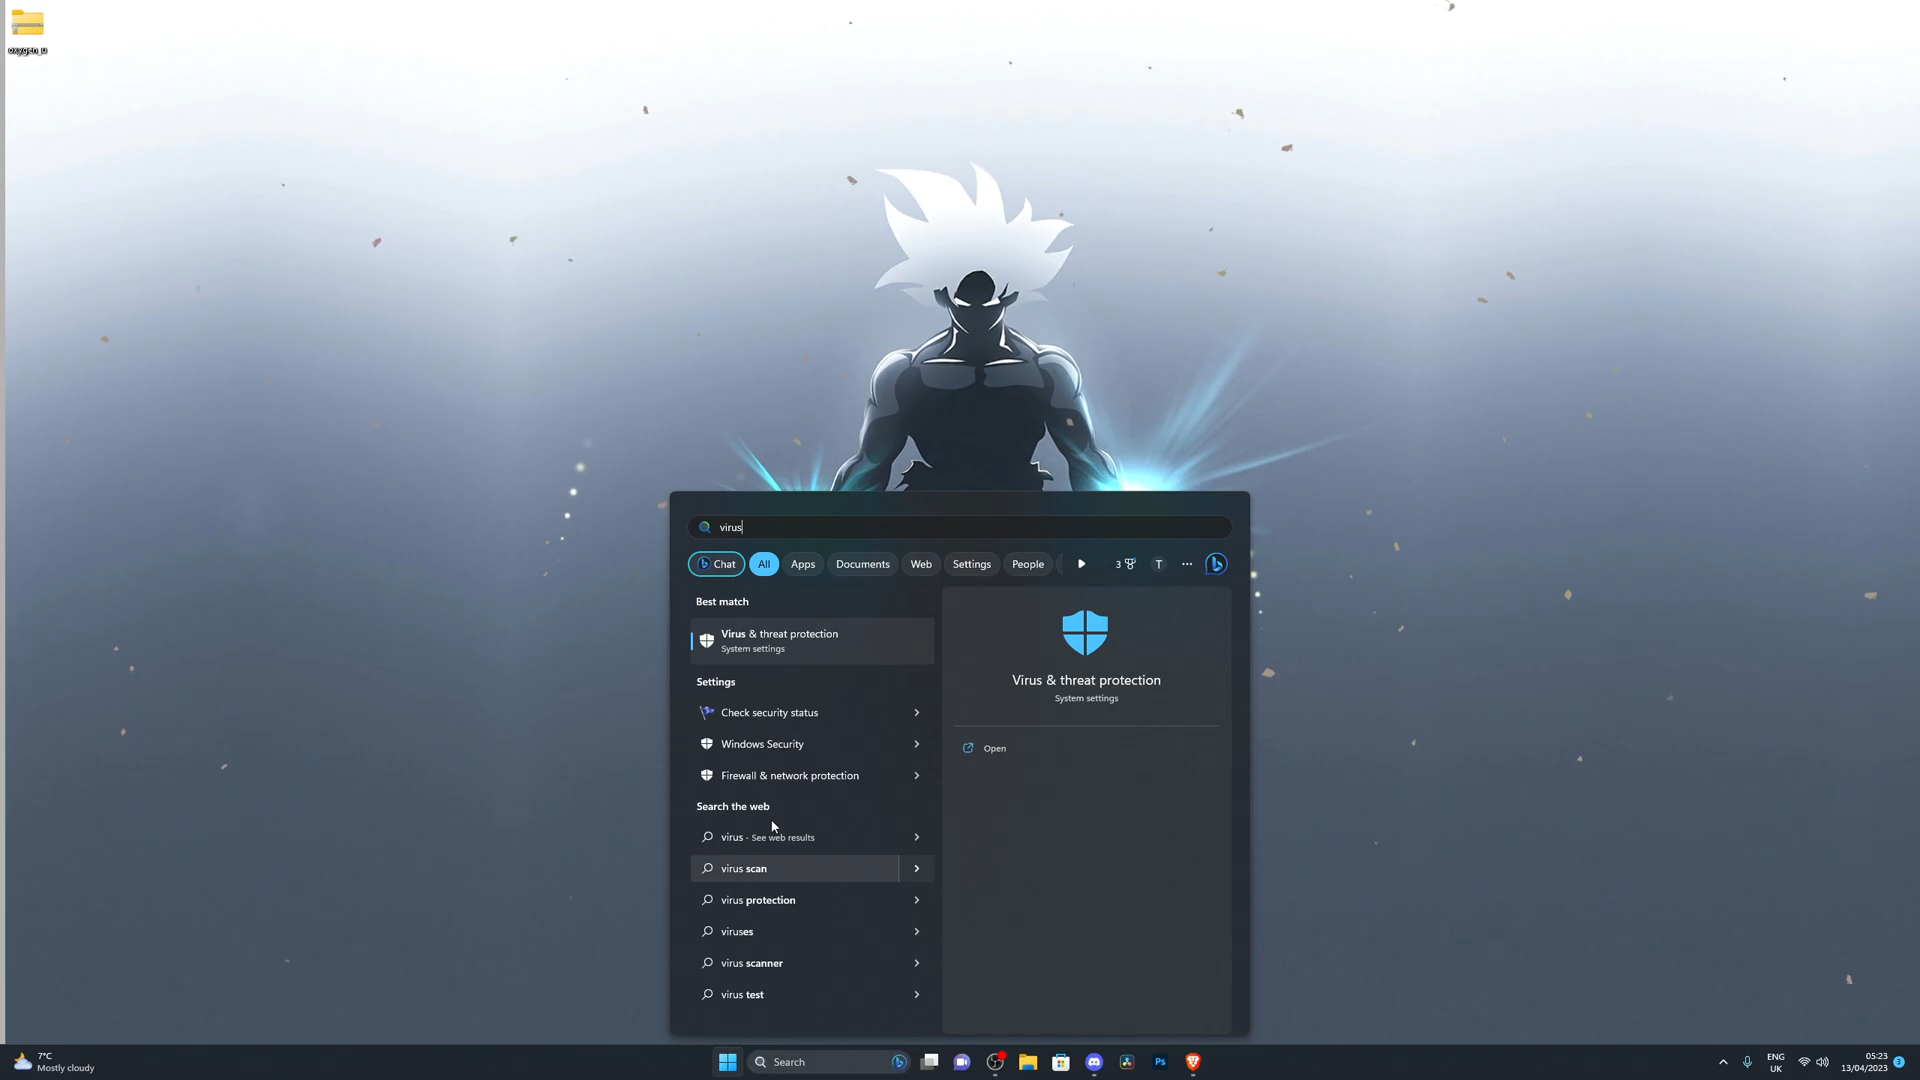 oxygen_u
virus
Chat
All
Apps
Documents
Web
Settings
People
3
T
Best match
Virus & threat protection
System settings
Settings
Check security status
Windows Security
Firewall & network protection
Search the web
virus - See web results
virus scan
virus protection
viruses
virus scanner
virus test
Virus & threat protection
System settings
Open
7°C
Mostly cloudy
Search
Ps
ENG
UK
05:23
13/04/2023
3